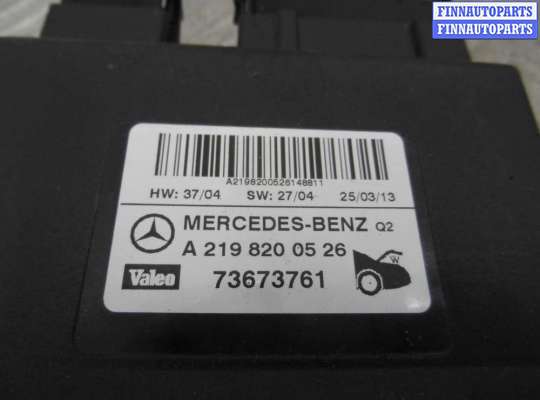 FINNAUTOPARTS
FINNAUTOPARTS
A2198200526148811
HW: 37/04 SW: 27/04 25/03/13
MERCEDES-BENZ Q2
A 219 820 05 26
Valeo 73673761
W